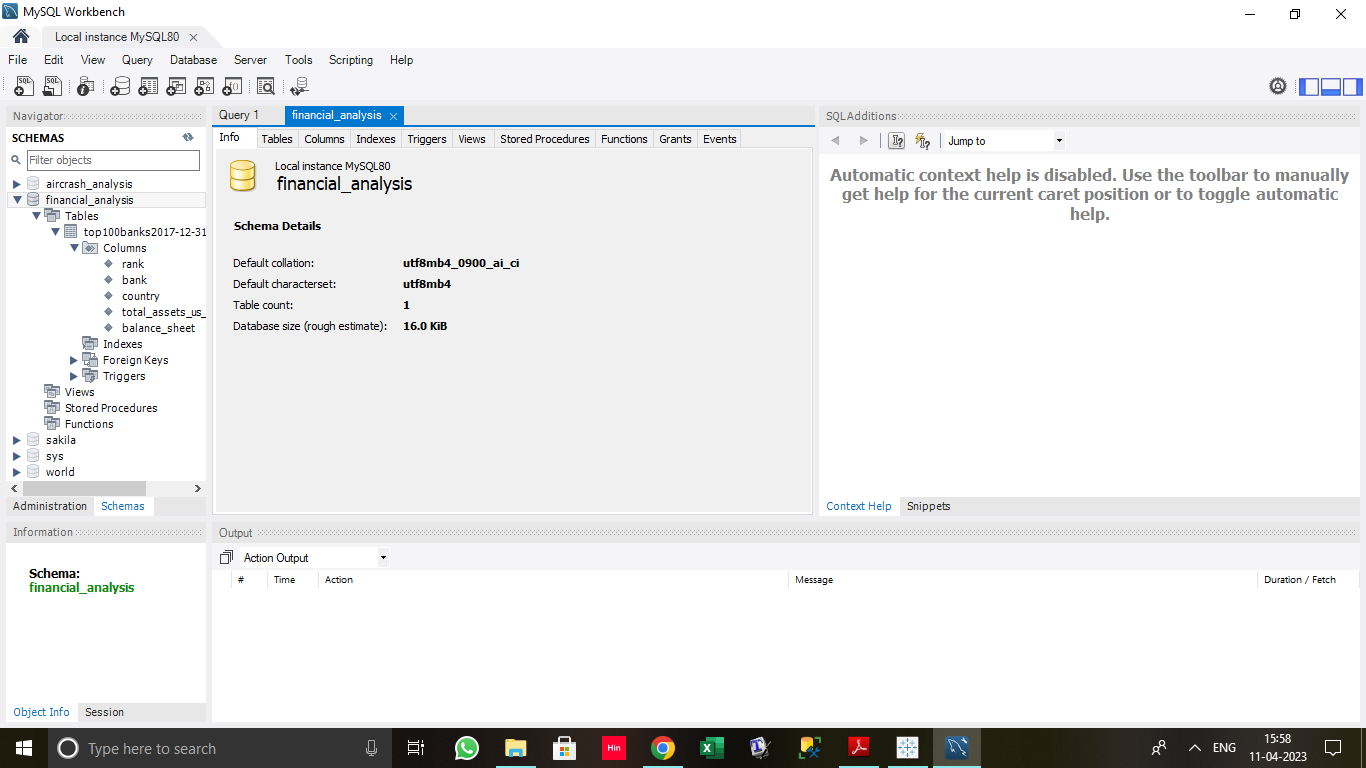 MySQL Workbench
Local instance MySQL80
File Edit View Query Database Server Tools Scripting Help
Navigator
SCHEMAS
Filter objects
aircrash_analysis
financial_analysis
Tables
top100banks2017-12-31
Columns
rank
bank
country
total_assets_us_
balance_sheet
Indexes
Foreign Keys
Triggers
Views
Stored Procedures
Functions
sakila
sys
world
Administration Schemas
Information
Schema:
financial_analysis
Object Info Session
Query 1 financial_analysis
Info Tables Columns Indexes Triggers Views Stored Procedures Functions Grants Events
Local instance MySQL80
financial_analysis
Schema Details
Default collation: utf8mb4_0900_ai_ci
Default characterset: utf8mb4
Table count: 1
Database size (rough estimate): 16.0 KiB
SQLAdditions
Jump to
Automatic context help is disabled. Use the toolbar to manually
get help for the current caret position or to toggle automatic
help.
Context Help Snippets
Output
Action Output
# Time Action Message Duration / Fetch
Type here to search
Hin
ENG
15:58
11-04-2023